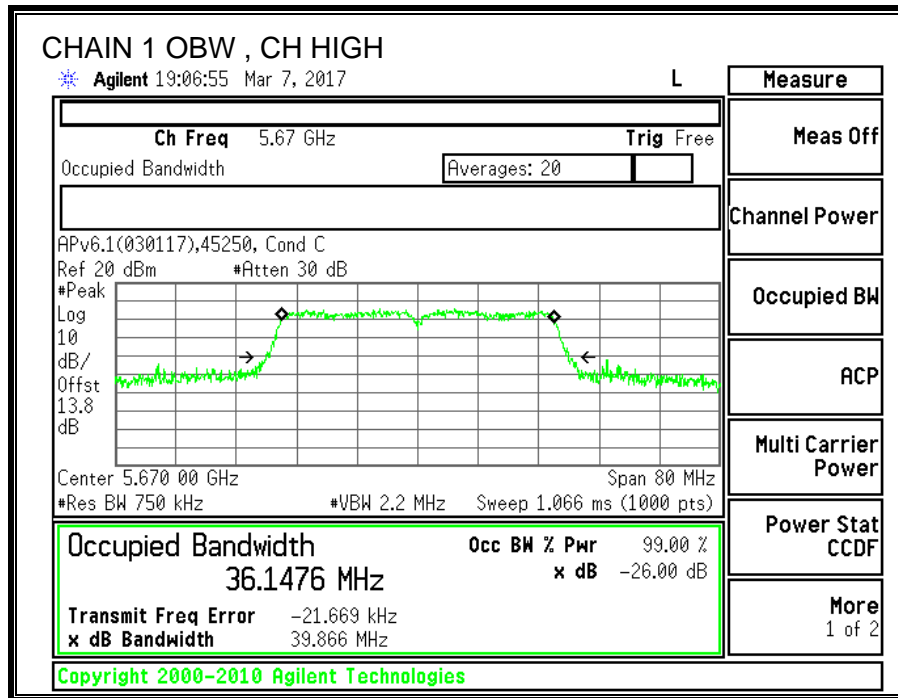 CHAIN 1 OBW , CH HIGH
Agilent 19:06:55 Mar 7, 2017 L
Measure
Ch Freq 5.67 GHz Trig Free
Meas Off
Occupied Bandwidth Averages: 20
Channel Power
APv6.1(030117),45250, Cond C
Ref 20 dBm #Atten 30 dB
#Peak
Log
10
dB/
Offst
13.8
dB
Occupied BW
ACP
Multi Carrier
Power
Center 5.670 00 GHz Span 80 MHz
#Res BW 750 kHz #VBW 2.2 MHz Sweep 1.066 ms (1000 pts)
Power Stat
CCDF
Occupied Bandwidth Occ BW % Pwr 99.00 %
36.1476 MHz x dB -26.00 dB
Transmit Freq Error -21.669 kHz
x dB Bandwidth 39.866 MHz
More
1 of 2
Copyright 2000-2010 Agilent Technologies